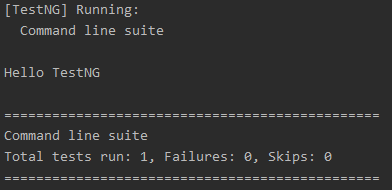 [TestNG] Running:
  Command line suite

Hello TestNG

===============================================
Command line suite
Total tests run: 1, Failures: 0, Skips: 0
===============================================